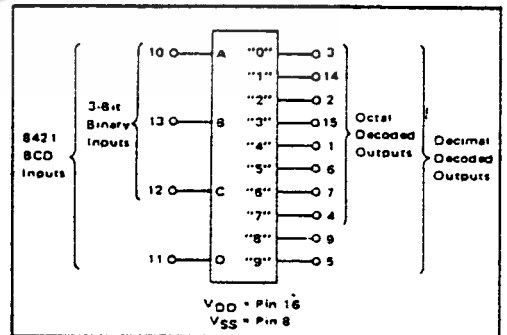 10 A "0" 3
"1" 14
"2" 2
3-Bit
Binary
Inputs
13 B "3" 15
"4" 1
Octal
Decoded
Outputs
8421
BCD
Inputs
"5" 6
Decimal
Decoded
Outputs
12 C "6" 7
"7" 4
"8" 9
11 D "9" 5
VDD = Pin 16
VSS = Pin 8